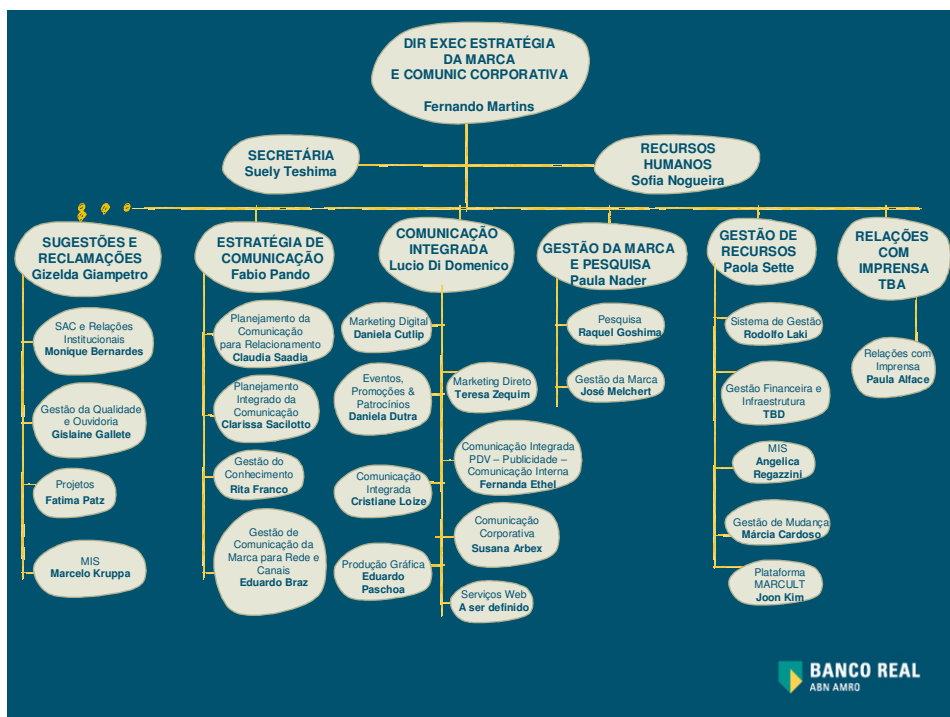 DIR EXEC ESTRATÉGIA
DA MARCA
E COMUNIC CORPORATIVA
Fernando Martins
SECRETÁRIA
Suely Teshima
RECURSOS
HUMANOS
Sofia Nogueira
SUGESTÕES E
RECLAMAÇÕES
Gizelda Giampetro
SAC e Relações
Institucionais
Monique Bernardes
Gestão da Qualidade
e Ouvidoria
Gislaine Gallete
Projetos
Fatima Patz
MIS
Marcelo Kruppa
ESTRATÉGIA DE
COMUNICAÇÃO
Fabio Pando
Planejamento da
Comunicação
para Relacionamento
Claudia Saadia
Planejamento
Integrado da
Comunicação
Clarissa Sacilotto
Gestão do
Conhecimento
Rita Franco
Gestão de
Comunicação da
Marca para Rede e
Canais
Eduardo Braz
COMUNICAÇÃO
INTEGRADA
Lucio Di Domenico
Marketing Digital
Daniela Cutlip
Eventos,
Promoções &
Patrocínios
Daniela Dutra
Comunicação
Integrada
Cristiane Loize
Produção Gráfica
Eduardo
Paschoa
Marketing Direto
Teresa Zequim
Comunicação Integrada
PDV – Publicidade –
Comunicação Interna
Fernanda Ethel
Comunicação
Corporativa
Susana Arbex
Serviços Web
A ser definido
GESTÃO DA MARCA
E PESQUISA
Paula Nader
Pesquisa
Raquel Goshima
Gestão da Marca
José Melchert
GESTÃO DE
RECURSOS
Paola Sette
Sistema de Gestão
Rodolfo Laki
Gestão Financeira e
Infraestrutura
TBD
MIS
Angelica
Regazzini
Gestão de Mudança
Márcia Cardoso
Plataforma
MARCULT
Joon Kim
RELAÇÕES
COM
IMPRENSA
TBA
Relações com
Imprensa
Paula Alface
BANCO REAL
ABN AMRO